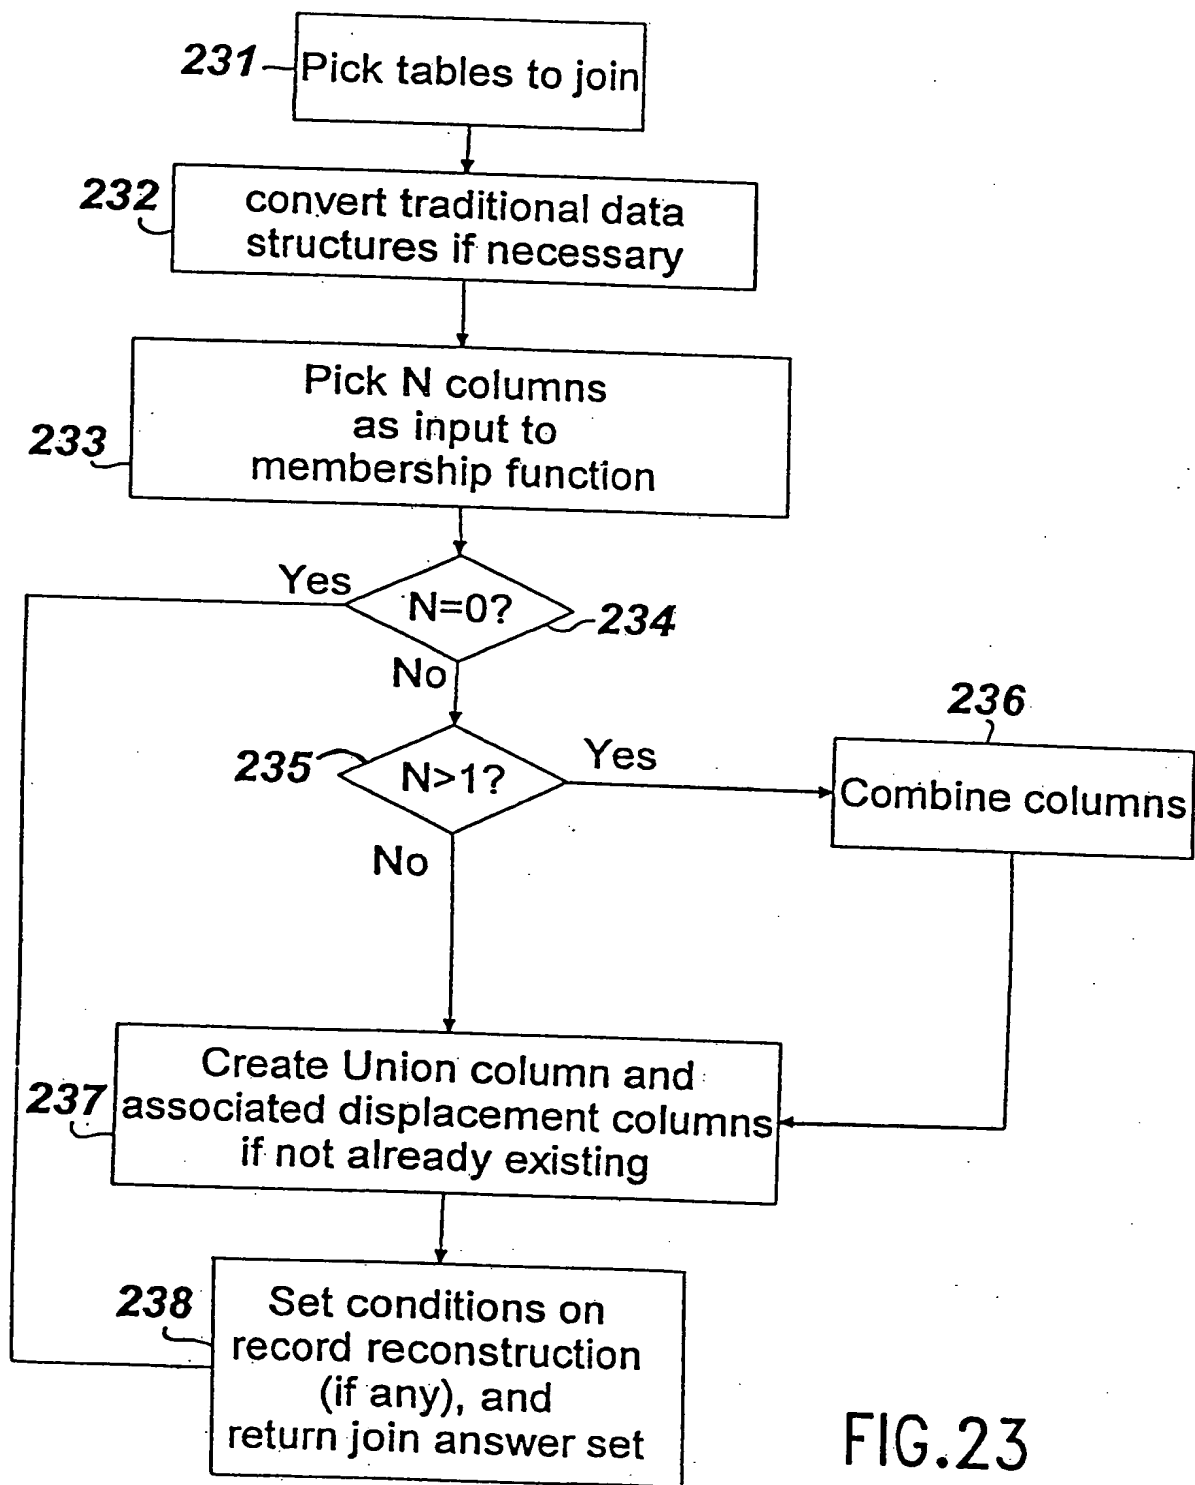 231
Pick tables to join
232
convert traditional data
structures if necessary
233
Pick N columns
as input to
membership function
Yes
N=0?
234
No
235
N>1?
Yes
236
Combine columns
No
237
Create Union column and
associated displacement columns
if not already existing
238
Set conditions on
record reconstruction
(if any), and
return join answer set
FIG.23